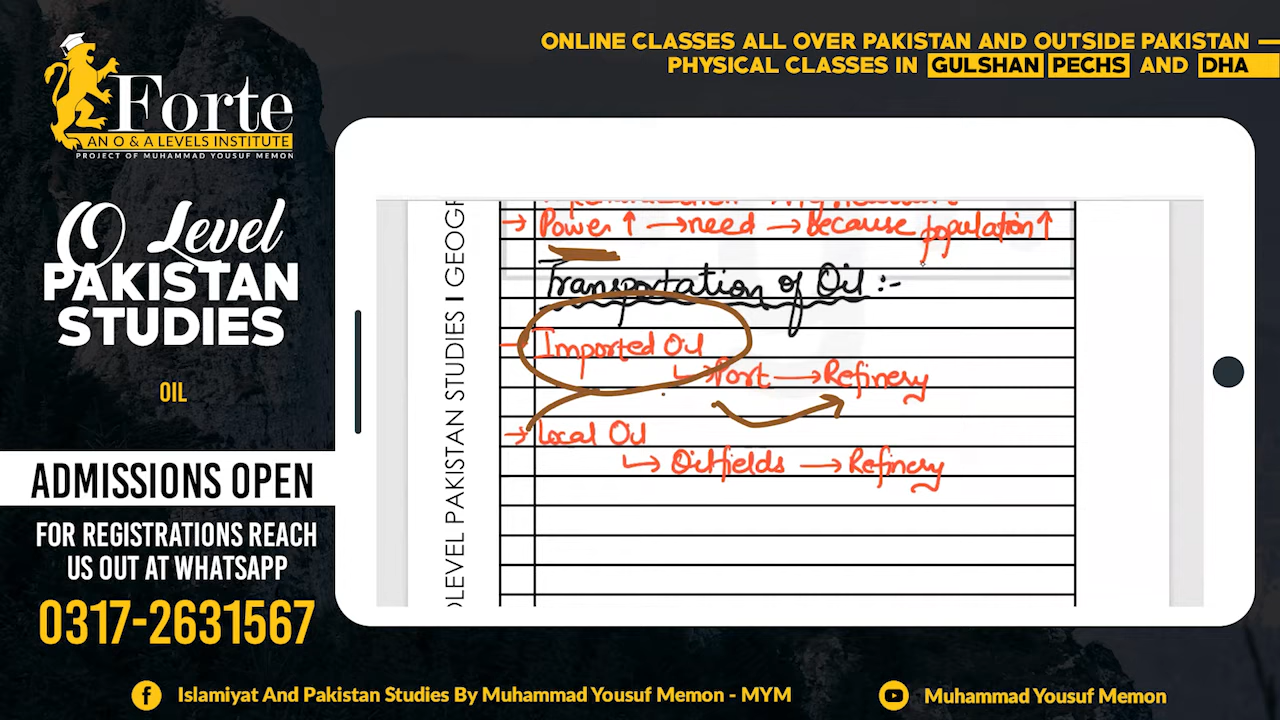 ONLINE CLASSES ALL OVER PAKISTAN AND OUTSIDE PAKISTAN
PHYSICAL CLASSES IN GULSHAN PECHS AND DHA
Forte
AN O & A LEVELS INSTITUTE
PROJECT OF MUHAMMAD YOUSUF MEMON
O Level
PAKISTAN
STUDIES
OIL
ADMISSIONS OPEN
FOR REGISTRATIONS REACH
US OUT AT WHATSAPP
0317-2631567
OLEVEL PAKISTAN STUDIES I GEOGR
→ Power ↑ → need → Because population ↑
Transportation of Oil :-
→ Imported Oil
↳ Port → Refinery
→ Local Oil
↳ Oilfields → Refinery
Islamiyat And Pakistan Studies By Muhammad Yousuf Memon - MYM
Muhammad Yousuf Memon